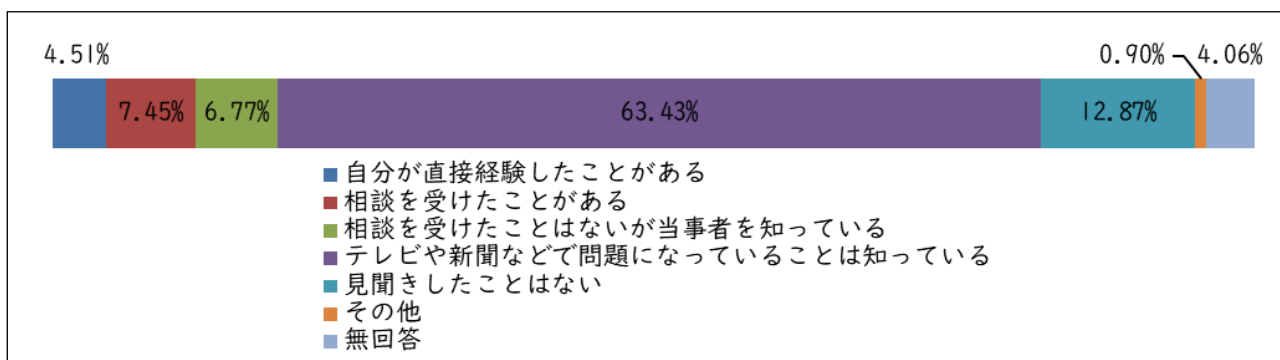 4.51% 0.90% 4.06%
7.45% 6.77% 63.43% 12.87%
自分が直接経験したことがある
相談を受けたことがある
相談を受けたことはないが当事者を知っている
テレビや新聞などで問題になっていることは知っている
見聞きしたことはない
その他
無回答